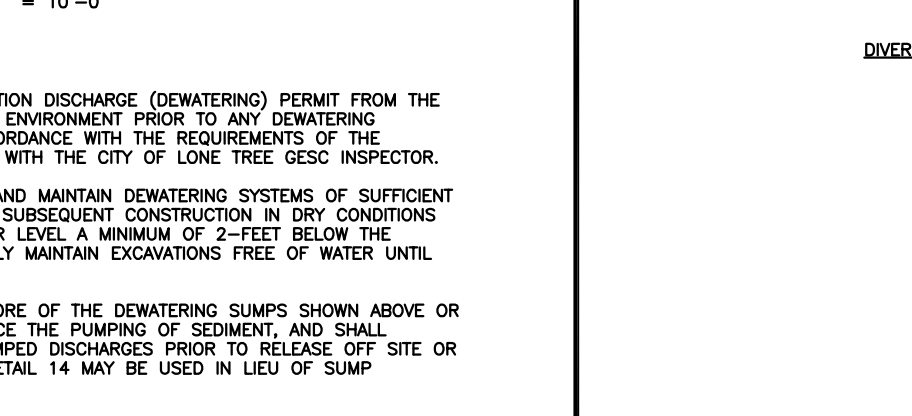 = 10'-0"
DIVER
TION DISCHARGE (DEWATERING) PERMIT FROM THE
ENVIRONMENT PRIOR TO ANY DEWATERING
ORDANCE WITH THE REQUIREMENTS OF THE
WITH THE CITY OF LONE TREE GESC INSPECTOR.
AND MAINTAIN DEWATERING SYSTEMS OF SUFFICIENT
SUBSEQUENT CONSTRUCTION IN DRY CONDITIONS
R LEVEL A MINIMUM OF 2-FEET BELOW THE
LY MAINTAIN EXCAVATIONS FREE OF WATER UNTIL
ORE OF THE DEWATERING SUMPS SHOWN ABOVE OR
CE THE PUMPING OF SEDIMENT, AND SHALL
MPED DISCHARGES PRIOR TO RELEASE OFF SITE OR
ETAIL 14 MAY BE USED IN LIEU OF SUMP